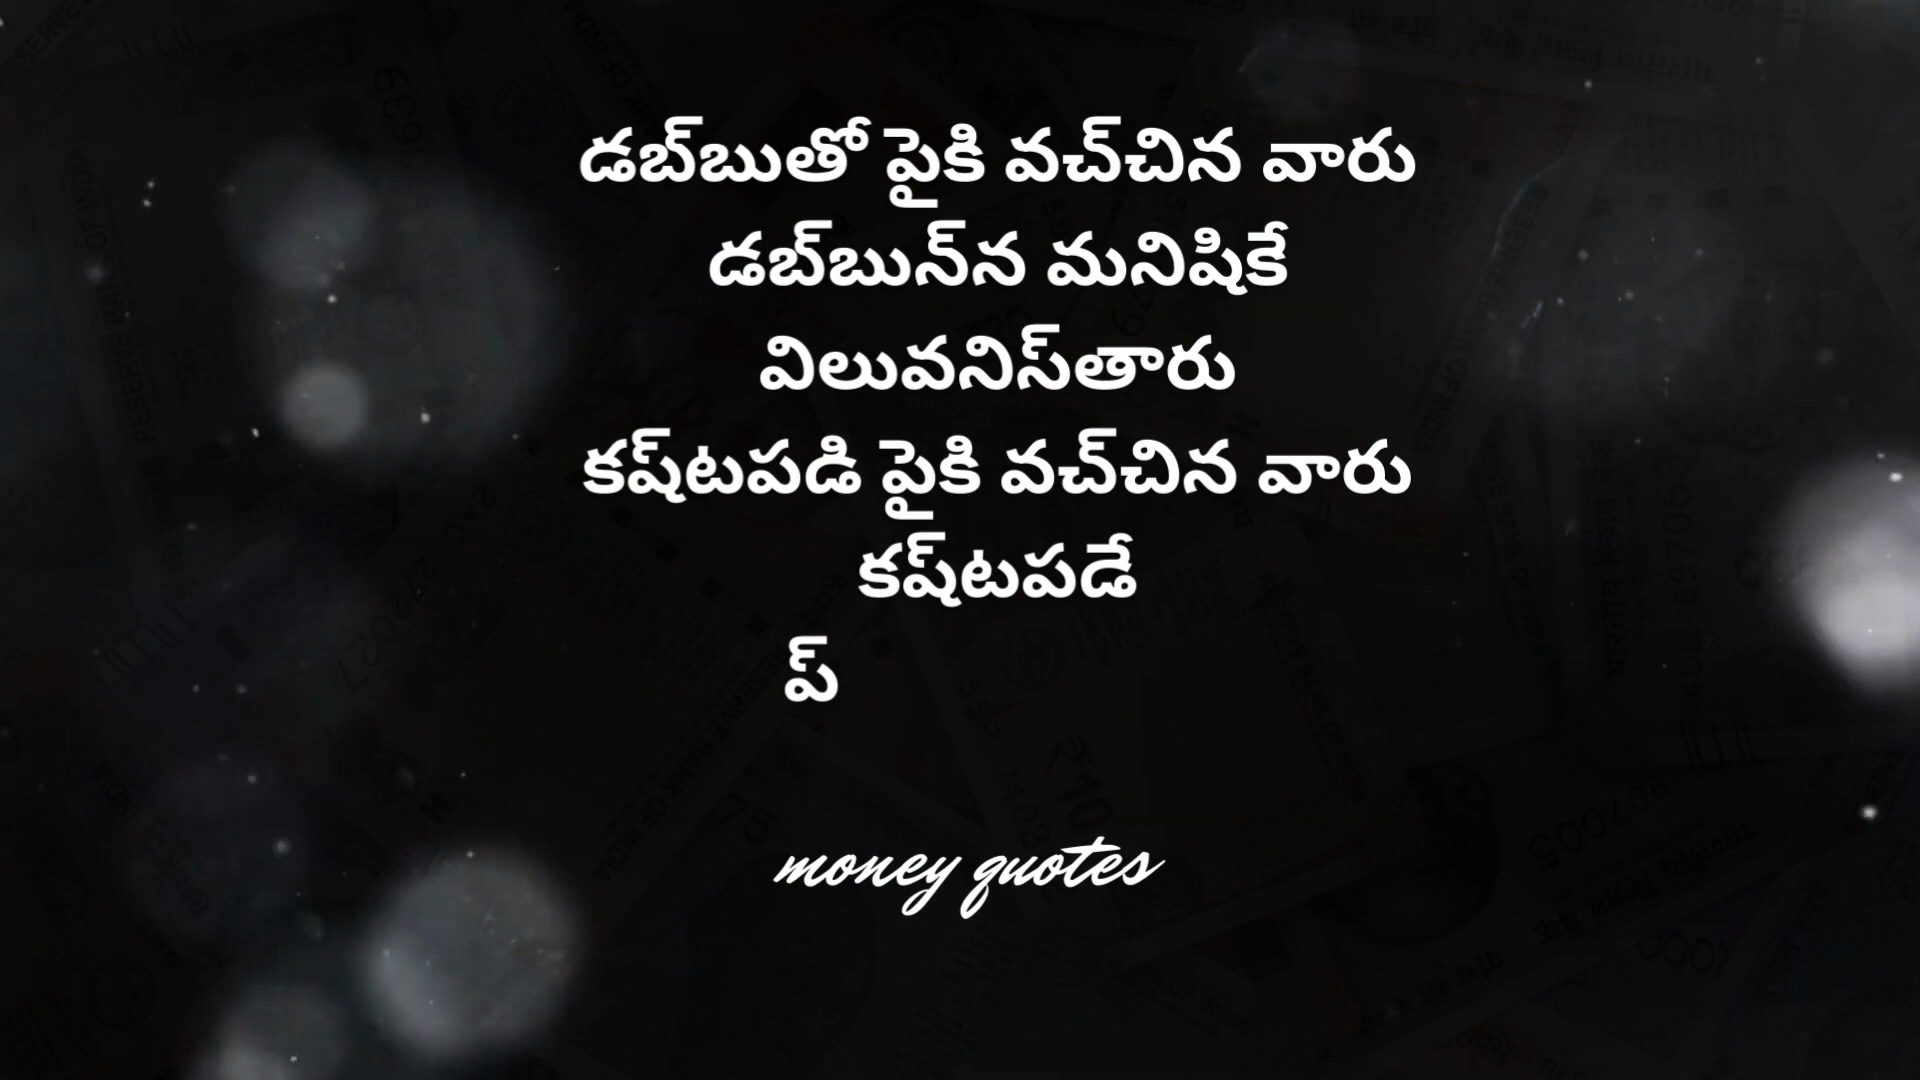 డబ్‌బుతో పైకి వచ్‌చిన వారు
డబ్‌బున్‌న మనిషికే
విలువనిస్‌తారు
కష్‌టపడి పైకి వచ్‌చిన వారు
కష్‌టపడే
ప్
money quotes